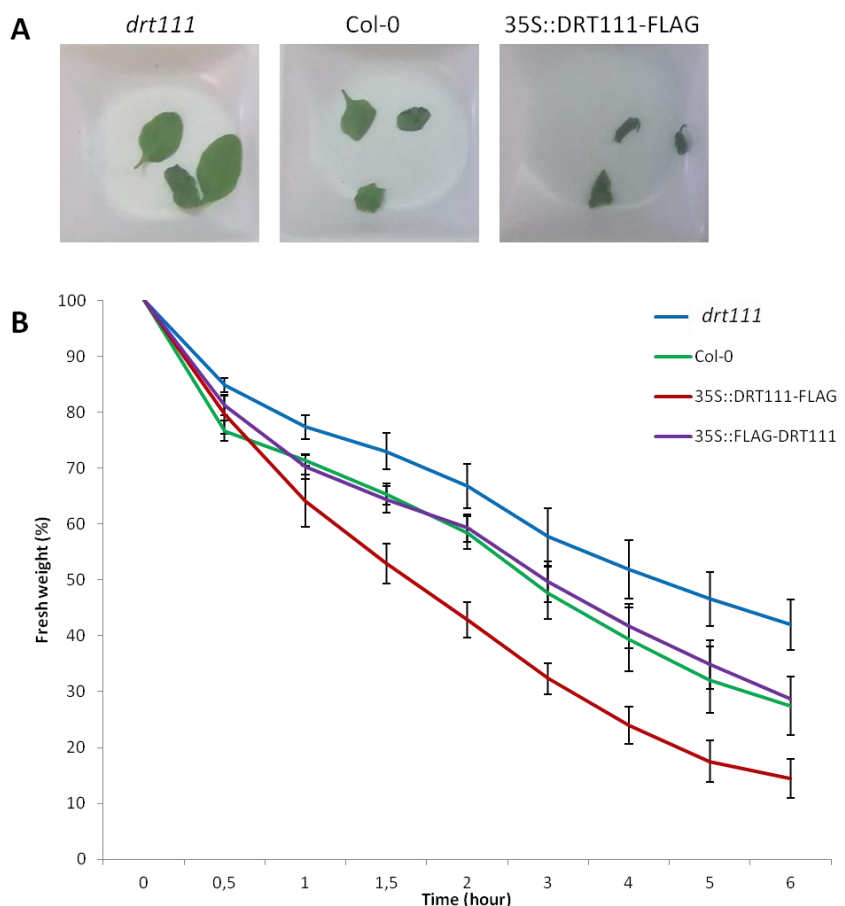 A
drt111
Col-0
35S::DRT111-FLAG
B
100
90
80
70
60
50
40
30
20
10
0
Fresh weight (%)
drt111
Col-0
35S::DRT111-FLAG
35S::FLAG-DRT111
0 0,5 1 1,5 2 3 4 5 6
Time (hour)